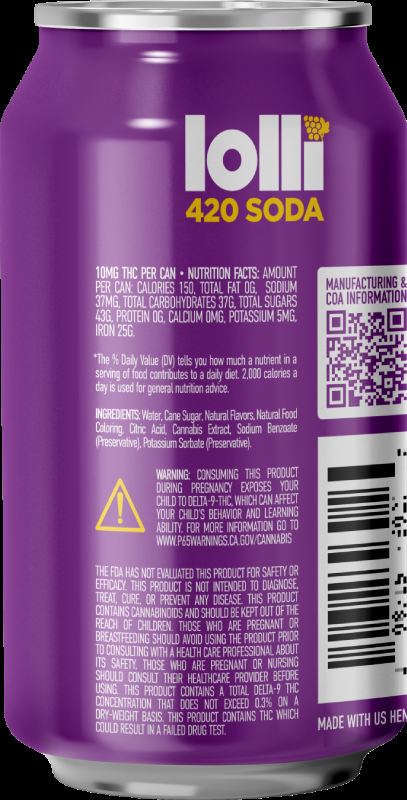 lolli
420 SODA
10MG THC PER CAN • NUTRITION FACTS: AMOUNT
PER CAN: CALORIES 150, TOTAL FAT 0G, SODIUM
37MG, TOTAL CARBOHYDRATES 37G, TOTAL SUGARS
43G, PROTEIN 0G, CALCIUM 0MG, POTASSIUM 5MG,
IRON 25G.
*The % Daily Value (DV) tells you how much a nutrient in a
serving of food contributes to a daily diet. 2,000 calories a
day is used for general nutrition advice.
INGREDIENTS: Water, Cane Sugar, Natural Flavors, Natural Food
Coloring, Citric Acid, Cannabis Extract, Sodium Benzoate
(Preservative), Potassium Sorbate (Preservative).
WARNING: CONSUMING THIS PRODUCT
DURING PREGNANCY EXPOSES YOUR
CHILD TO DELTA-9-THC, WHICH CAN AFFECT
YOUR CHILD'S BEHAVIOR AND LEARNING
ABILITY. FOR MORE INFORMATION GO TO
WWW.P65WARNINGS.CA.GOV/CANNABIS
THE FDA HAS NOT EVALUATED THIS PRODUCT FOR SAFETY OR
EFFICACY. THIS PRODUCT IS NOT INTENDED TO DIAGNOSE,
TREAT, CURE, OR PREVENT ANY DISEASE. THIS PRODUCT
CONTAINS CANNABINOIDS AND SHOULD BE KEPT OUT OF THE
REACH OF CHILDREN. THOSE WHO ARE PREGNANT OR
BREASTFEEDING SHOULD AVOID USING THE PRODUCT PRIOR
TO CONSULTING WITH A HEALTH CARE PROFESSIONAL ABOUT
ITS SAFETY. THOSE WHO ARE PREGNANT OR NURSING
SHOULD CONSULT THEIR HEALTHCARE PROVIDER BEFORE
USING. THIS PRODUCT CONTAINS A TOTAL DELTA-9 THC
CONCENTRATION THAT DOES NOT EXCEED 0.3% ON A
DRY-WEIGHT BASIS. THIS PRODUCT CONTAINS THC WHICH
COULD RESULT IN A FAILED DRUG TEST.
MANUFACTURING &
COA INFORMATION
MADE WITH US HEN